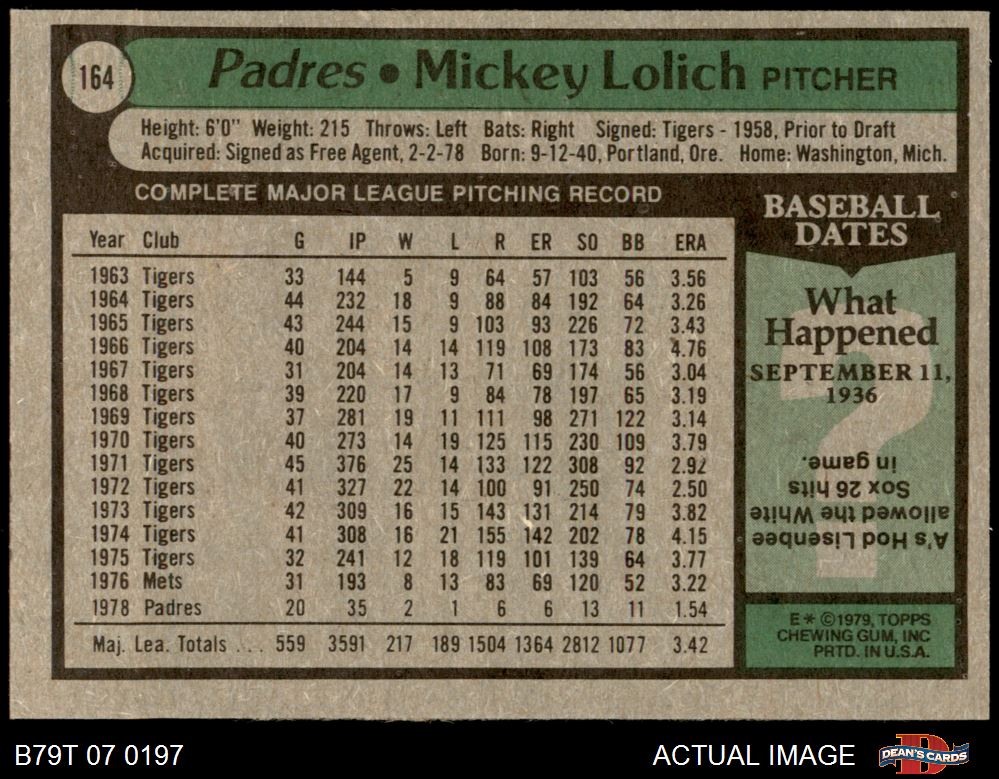 164
Padres • Mickey Lolich PITCHER
Height: 6'0" Weight: 215 Throws: Left Bats: Right Signed: Tigers - 1958, Prior to Draft
Acquired: Signed as Free Agent, 2-2-78 Born: 9-12-40, Portland, Ore. Home: Washington, Mich.
COMPLETE MAJOR LEAGUE PITCHING RECORD
Year Club G IP W L R ER SO BB ERA
1963 Tigers 33 144 5 9 64 57 103 56 3.56
1964 Tigers 44 232 18 9 88 84 192 64 3.26
1965 Tigers 43 244 15 9 103 93 226 72 3.43
1966 Tigers 40 204 14 14 119 108 173 83 4.76
1967 Tigers 31 204 14 13 71 69 174 56 3.04
1968 Tigers 39 220 17 9 84 78 197 65 3.19
1969 Tigers 37 281 19 11 111 98 271 122 3.14
1970 Tigers 40 273 14 19 125 115 230 109 3.79
1971 Tigers 45 376 25 14 133 122 308 92 2.92
1972 Tigers 41 327 22 14 100 91 250 74 2.50
1973 Tigers 42 309 16 15 143 131 214 79 3.82
1974 Tigers 41 308 16 21 155 142 202 78 4.15
1975 Tigers 32 241 12 18 119 101 139 64 3.77
1976 Mets 31 193 8 13 83 69 120 52 3.22
1978 Padres 20 35 2 1 6 6 13 11 1.54
Maj. Lea. Totals ... 559 3591 217 189 1504 1364 2812 1077 3.42
BASEBALL
DATES
What
Happened
SEPTEMBER 11,
1936
?
A's Hod Lisenbee
allowed the White
Sox 26 hits
in game.
E * © 1979, TOPPS
CHEWING GUM, INC
PRTD. IN U.S.A.
B79T 07 0197
ACTUAL IMAGE
DEAN'S CARDS